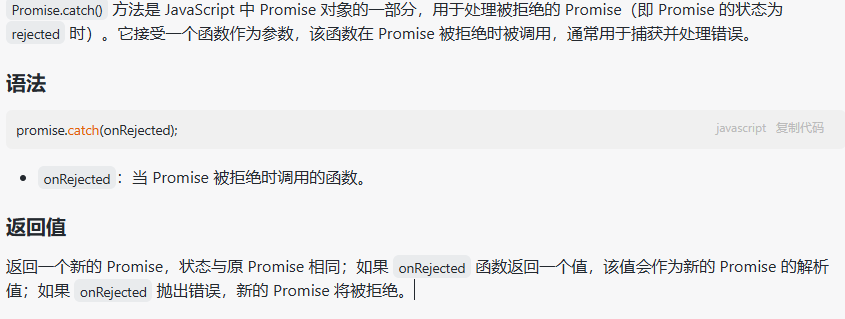 Promise.catch() 方法是 JavaScript 中 Promise 对象的一部分，用于处理被拒绝的 Promise（即 Promise 的状态为
rejected 时）。它接受一个函数作为参数，该函数在 Promise 被拒绝时被调用，通常用于捕获并处理错误。
语法
promise.catch(onRejected);
javascript 复制代码
• onRejected：当 Promise 被拒绝时调用的函数。
返回值
返回一个新的 Promise，状态与原 Promise 相同；如果 onRejected 函数返回一个值，该值会作为新的 Promise 的解析
值；如果 onRejected 抛出错误，新的 Promise 将被拒绝。